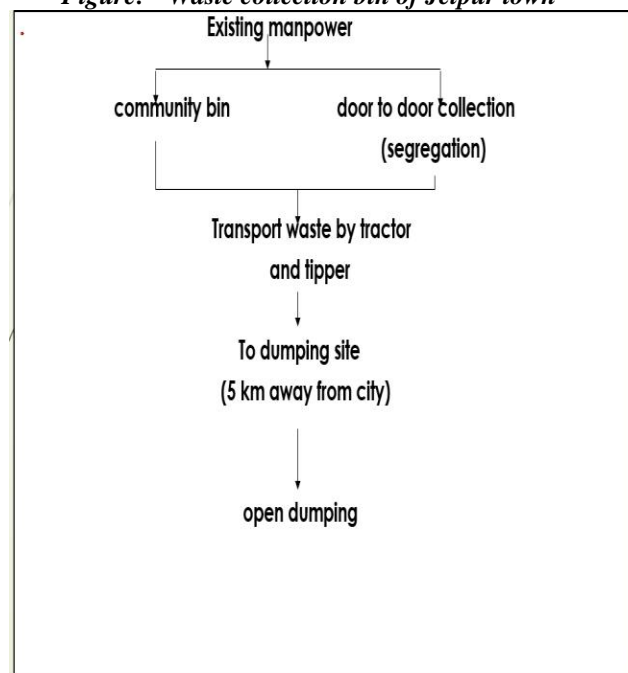 Figure: Waste collection bin of Jetpur town
Existing manpower
community bin
door to door collection
(segregation)
Transport waste by tractor
and tipper
To dumping site
(5 km away from city)
open dumping